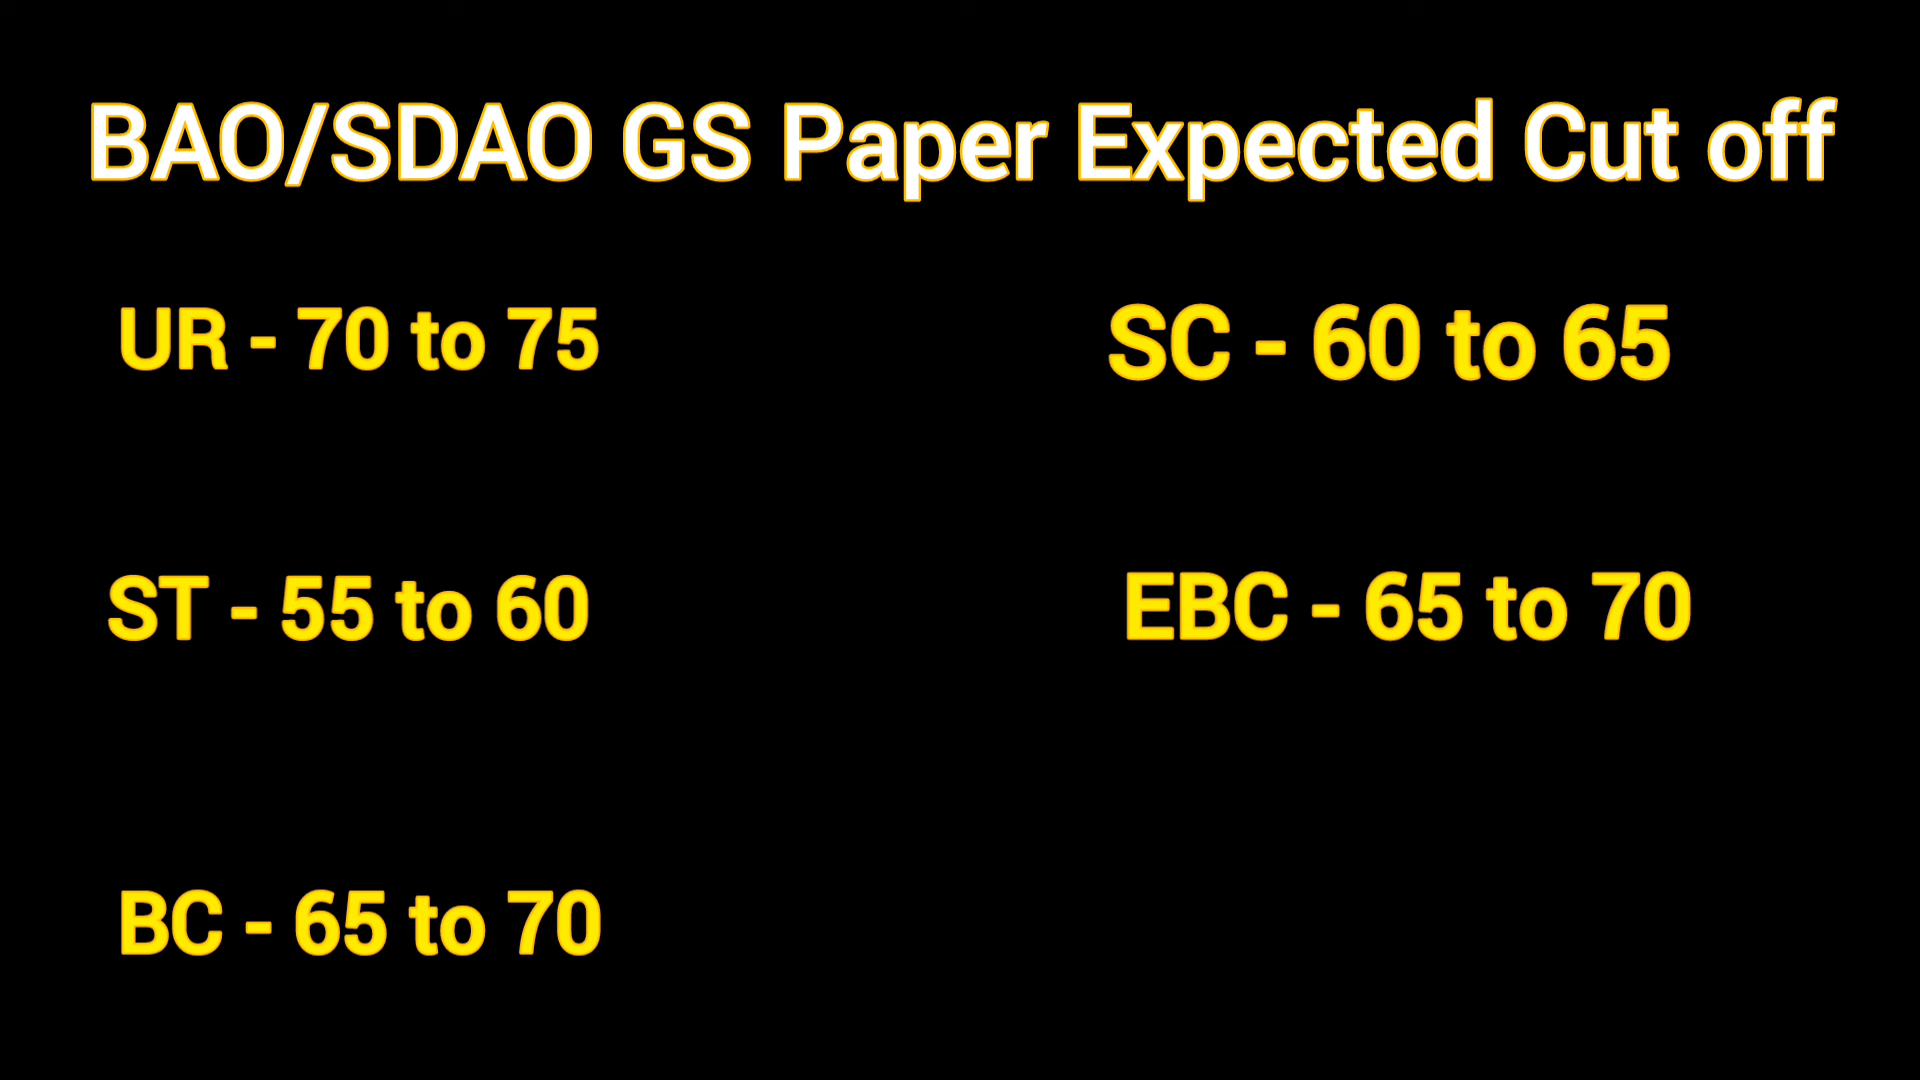 BAO/SDAO GS Paper Expected Cut off
UR - 70 to 75
SC - 60 to 65
ST - 55 to 60
EBC - 65 to 70
BC - 65 to 70